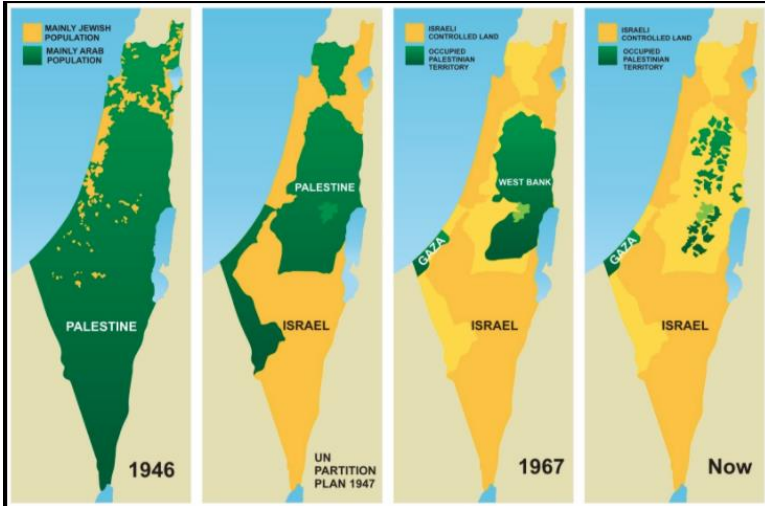 MAINLY JEWISH
POPULATION
MAINLY ARAB
POPULATION
PALESTINE
1946
PALESTINE
ISRAEL
UN
PARTITION
PLAN 1947
ISRAELI
CONTROLLED LAND
OCCUPIED
PALESTINIAN
TERRITORY
WEST BANK
GAZA
ISRAEL
1967
ISRAELI
CONTROLLED LAND
OCCUPIED
PALESTINIAN
TERRITORY
GAZA
ISRAEL
Now